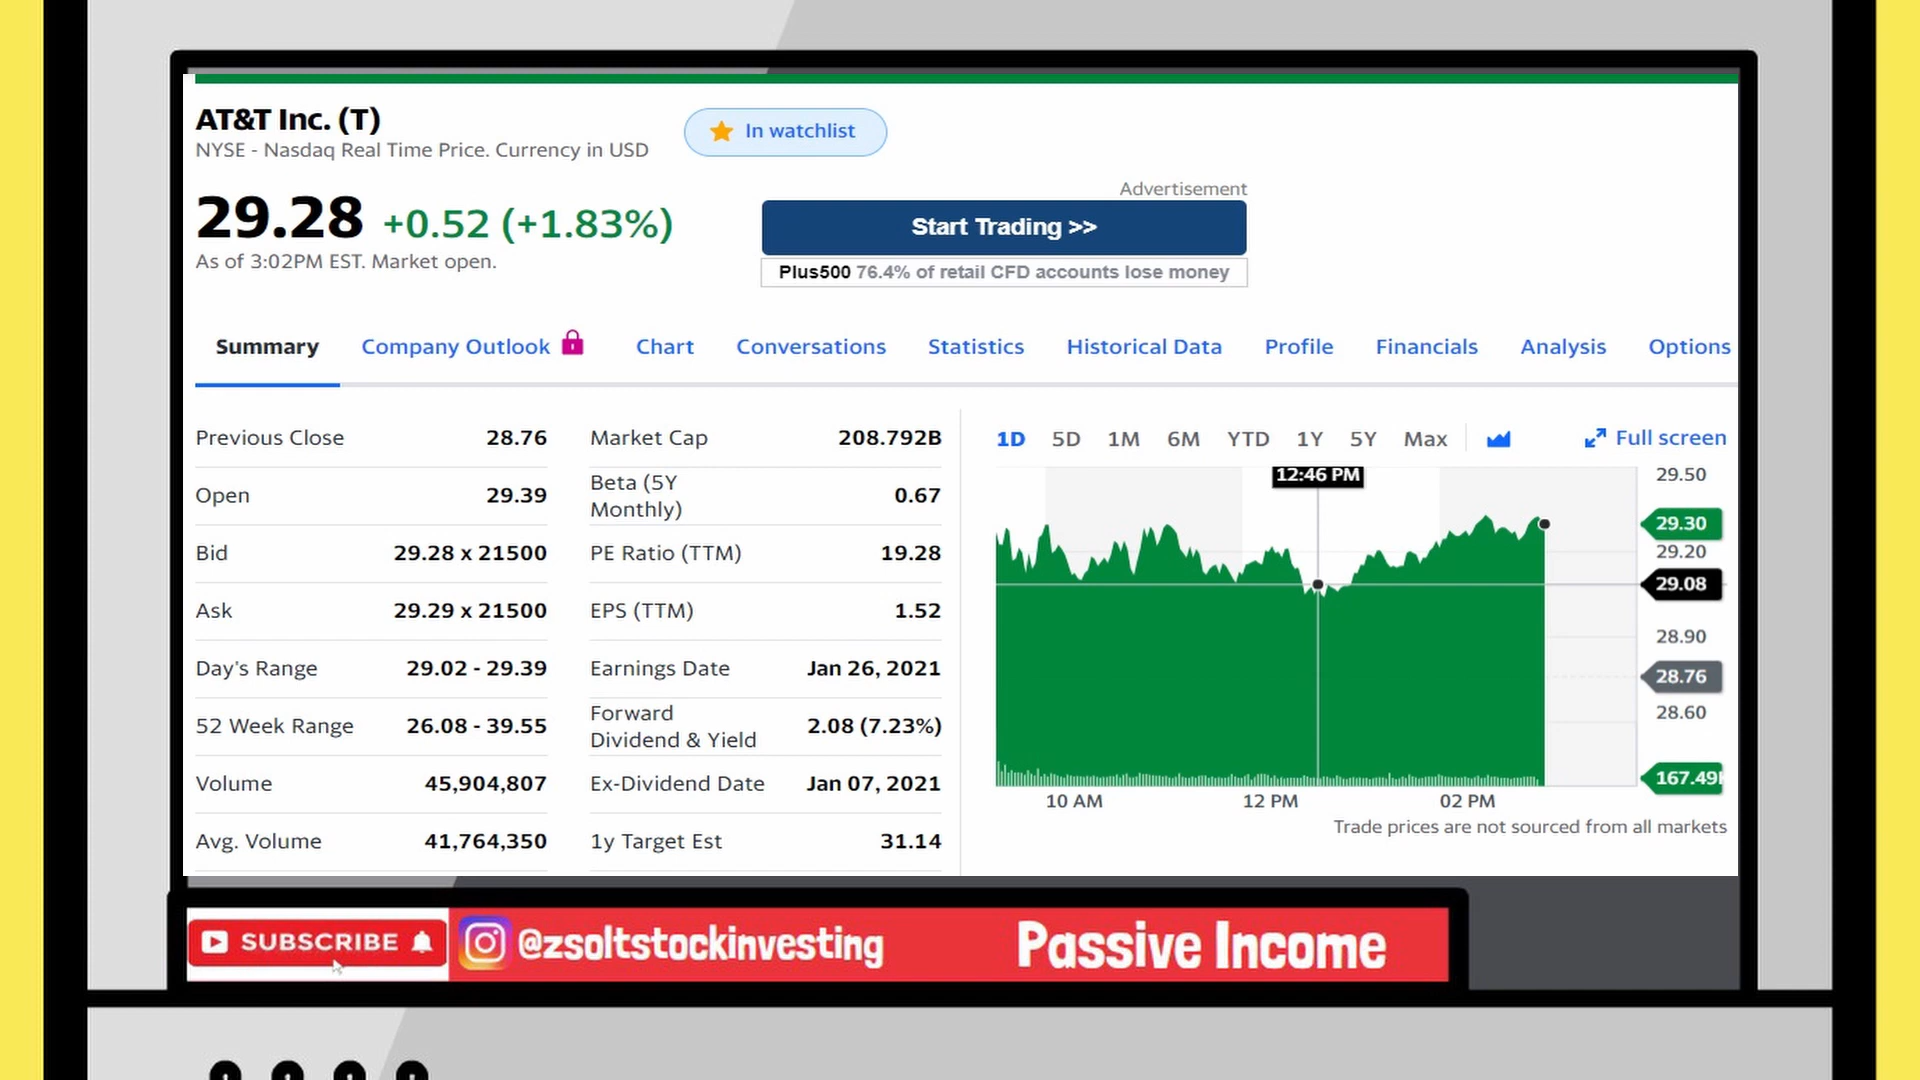 AT&T Inc. (T)
In watchlist
NYSE - Nasdaq Real Time Price. Currency in USD
Advertisement
29.28 +0.52 (+1.83%)
Start Trading >>
As of 3:02PM EST. Market open.
Plus500 76.4% of retail CFD accounts lose money
Summary Company Outlook Chart Conversations Statistics Historical Data Profile Financials Analysis Options
Previous Close 28.76
Open 29.39
Bid 29.28 x 21500
Ask 29.29 x 21500
Day's Range 29.02 - 29.39
52 Week Range 26.08 - 39.55
Volume 45,904,807
Avg. Volume 41,764,350
Market Cap 208.792B
Beta (5Y
Monthly) 0.67
PE Ratio (TTM) 19.28
EPS (TTM) 1.52
Earnings Date Jan 26, 2021
Forward
Dividend & Yield 2.08 (7.23%)
Ex-Dividend Date Jan 07, 2021
1y Target Est 31.14
1D 5D 1M 6M YTD 1Y 5Y Max Full screen
12:46 PM
29.50
29.30
29.20
29.08
28.90
28.76
28.60
167.49
10 AM 12 PM 02 PM
Trade prices are not sourced from all markets
SUBSCRIBE @zsoltstockinvesting Passive Income